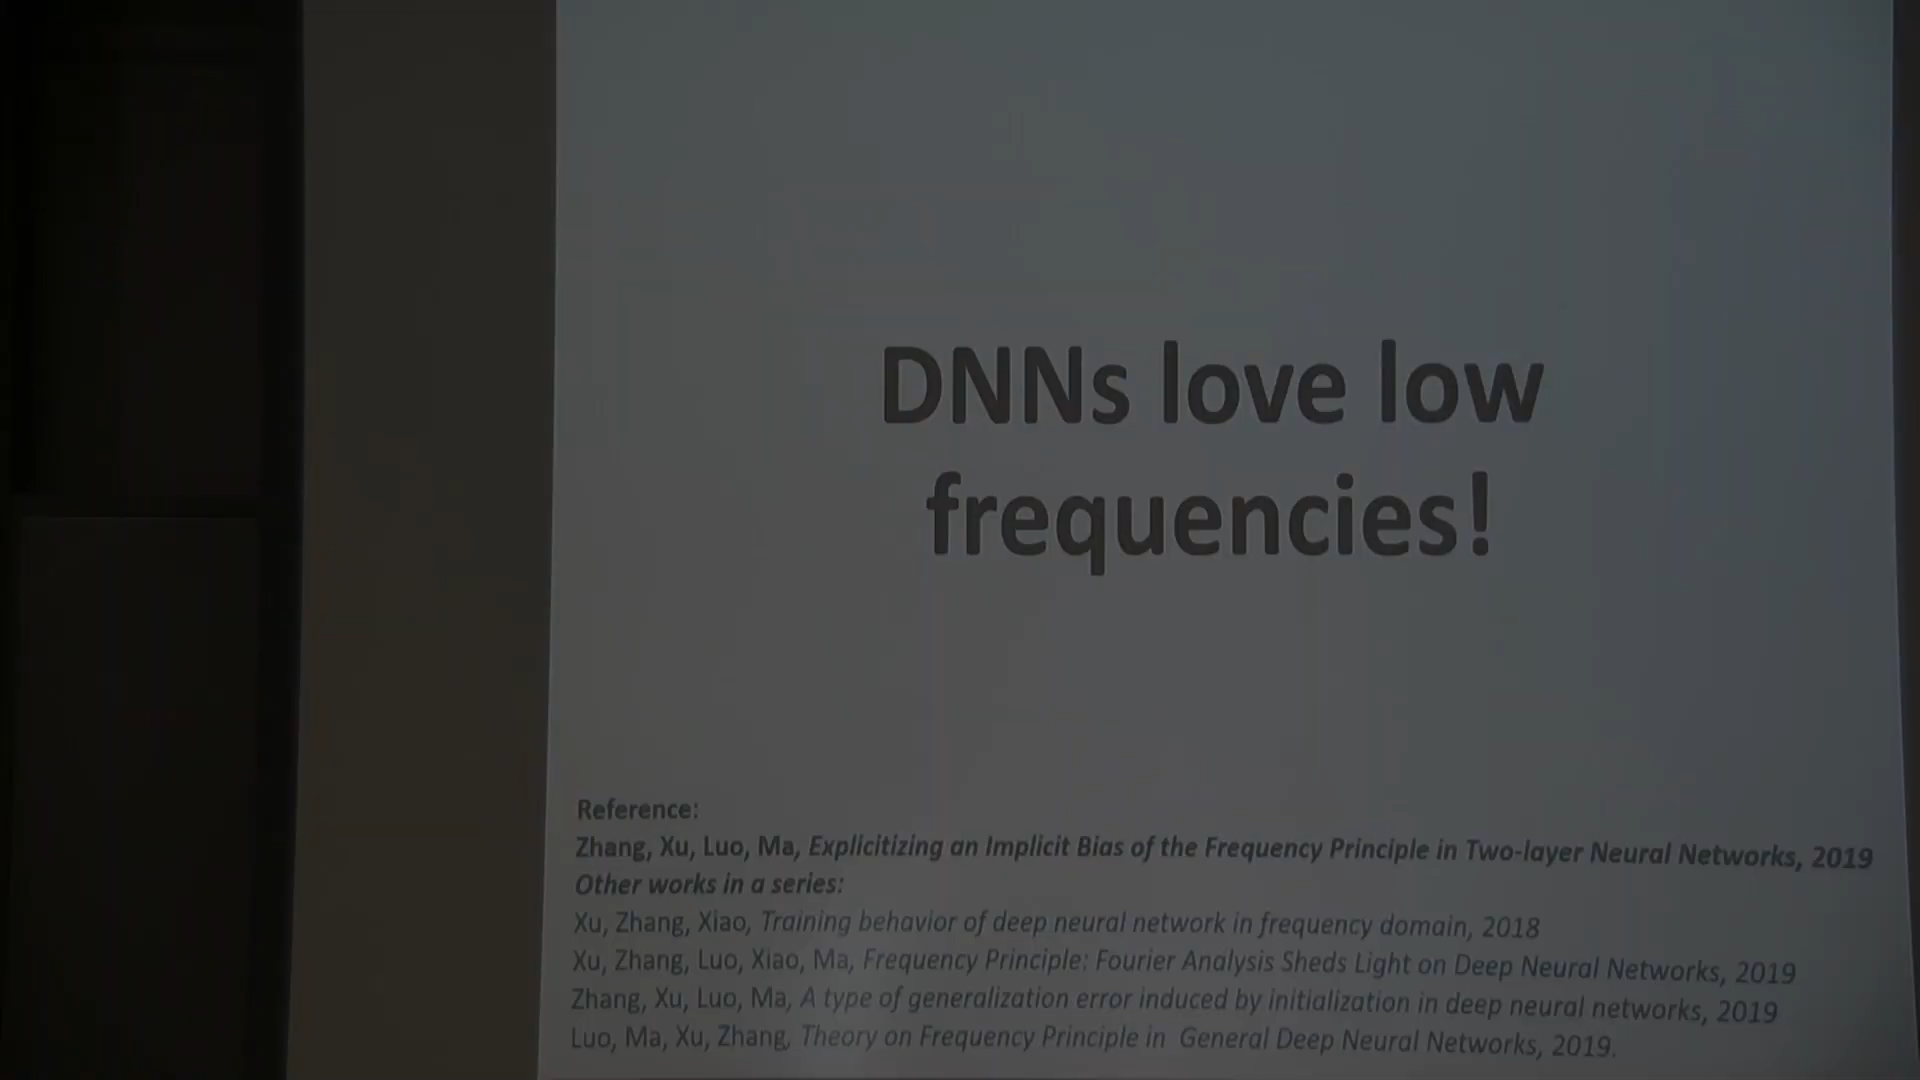 DNNs love low
frequencies!
Reference:
Zhang, Xu, Luo, Ma, Explicitizing an Implicit Bias of the Frequency Principle in Two-layer Neural Networks, 2019
Other works in a series:
Xu, Zhang, Xiao, Training behavior of deep neural network in frequency domain, 2018
Xu, Zhang, Luo, Xiao, Ma, Frequency Principle: Fourier Analysis Sheds Light on Deep Neural Networks, 2019
Zhang, Xu, Luo, Ma, A type of generalization error induced by initialization in deep neural networks, 2019
Luo, Ma, Xu, Zhang, Theory on Frequency Principle in General Deep Neural Networks, 2019.